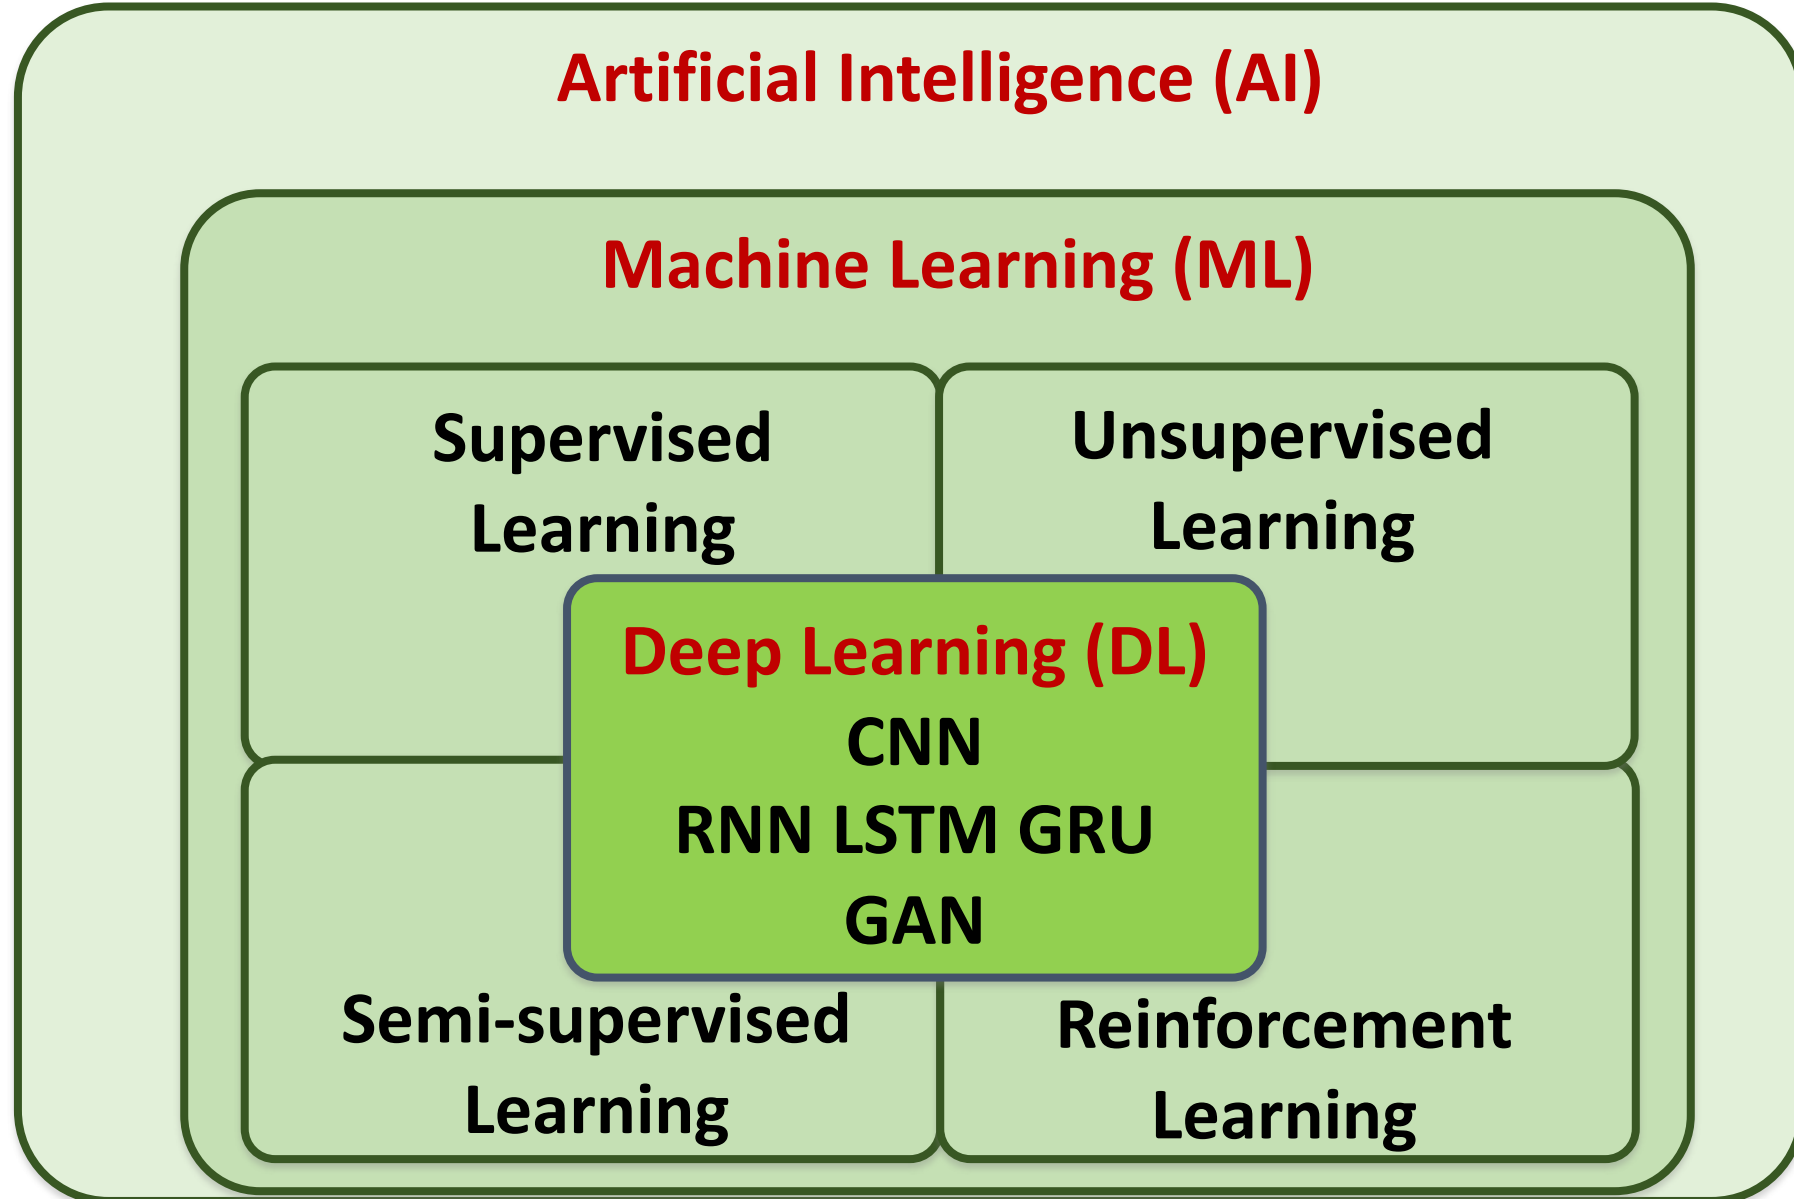 Artificial Intelligence (AI)
Machine Learning (ML)
Supervised
Learning
Unsupervised
Learning
Deep Learning (DL)
CNN
RNN LSTM GRU
GAN
Semi-supervised
Learning
Reinforcement
Learning